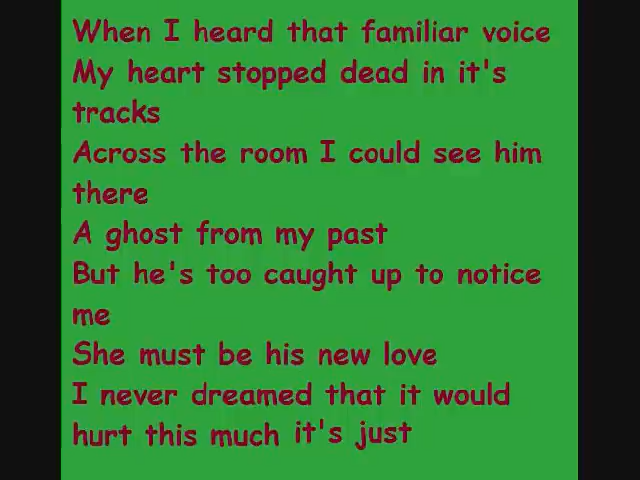 When I heard that familiar voice
My heart stopped dead in it's
tracks
Across the room I could see him
there
A ghost from my past
But he's too caught up to notice
me
She must be his new love
I never dreamed that it would
hurt this much it's just